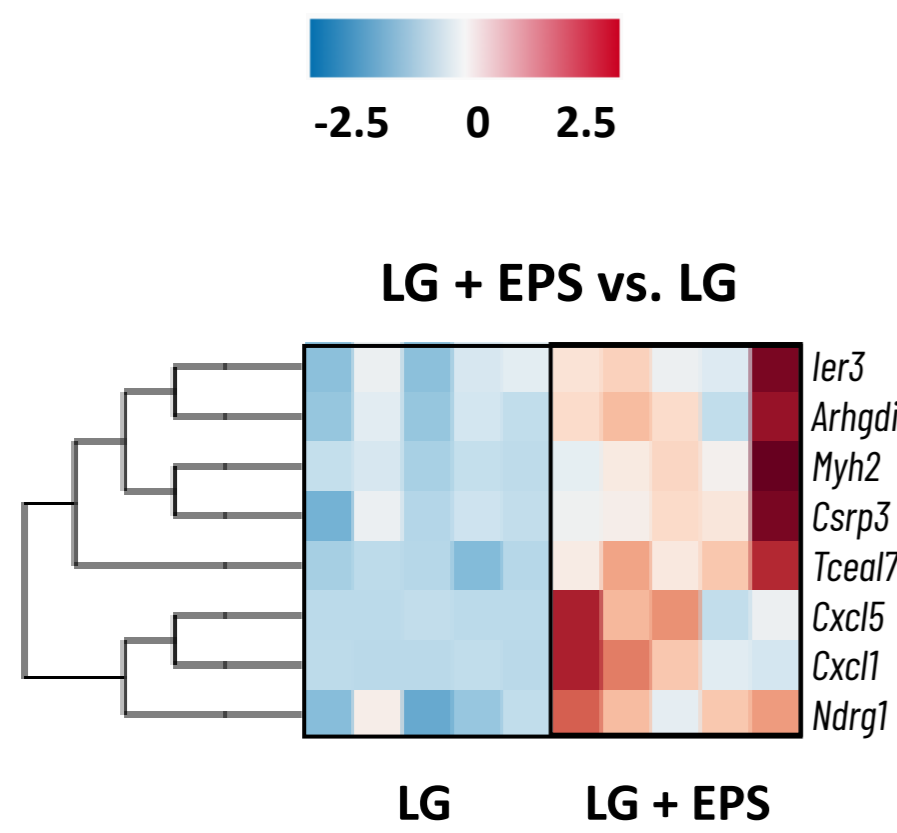 -2.5 0 2.5
LG + EPS vs. LG
Ier3
Arhgdi
Myh2
Csrp3
Tceal7
Cxcl5
Cxcl1
Ndrg1
LG LG + EPS